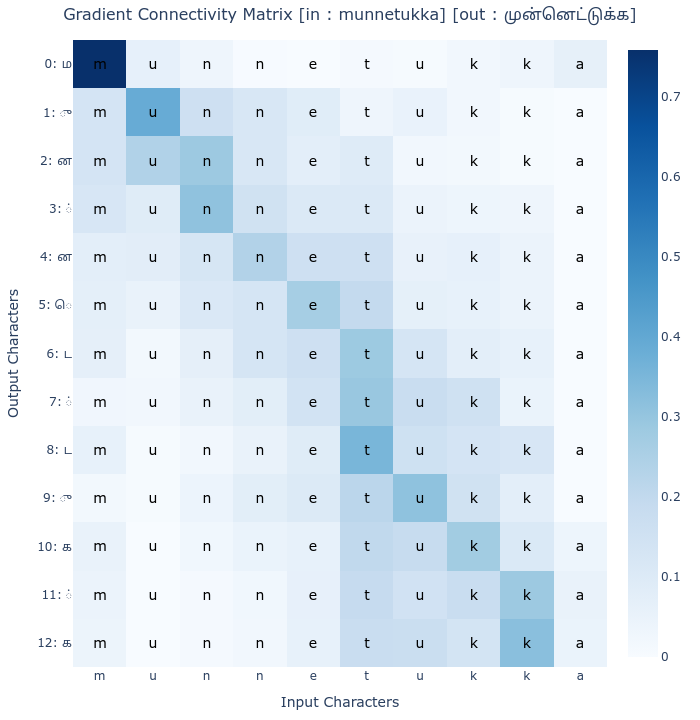 Gradient Connectivity Matrix [in : munnetukka] [out : முன்னெட்டுக்க]
0: ம m u n n e t u k k a
1: ு m u n n e t u k k a
2: ன m u n n e t u k k a
3: ் m u n n e t u k k a
4: ன m u n n e t u k k a
5: ெ m u n n e t u k k a
6: ட m u n n e t u k k a
7: ் m u n n e t u k k a
8: ட m u n n e t u k k a
9: ு m u n n e t u k k a
10: க m u n n e t u k k a
11: ் m u n n e t u k k a
12: க m u n n e t u k k a
m u n n e t u k k a
Input Characters
Output Characters
0.7
0.6
0.5
0.4
0.3
0.2
0.1
0